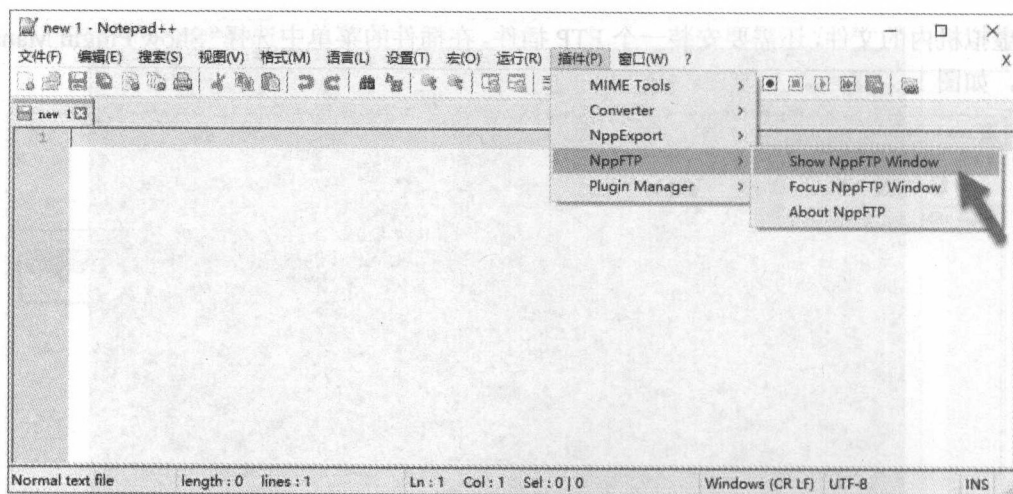 new 1 - Notepad++
文件(F) 编辑(E) 搜索(S) 视图(V) 格式(M) 语言(L) 设置(T) 宏(O) 运行(R) 插件(P) 窗口(W) ?
X
new 1
1
MIME Tools
Converter
NppExport
NppFTP
Plugin Manager
Show NppFTP Window
Focus NppFTP Window
About NppFTP
Normal text file length : 0 lines : 1 Ln : 1 Col : 1 Sel : 0 | 0 Windows (CR LF) UTF-8 INS